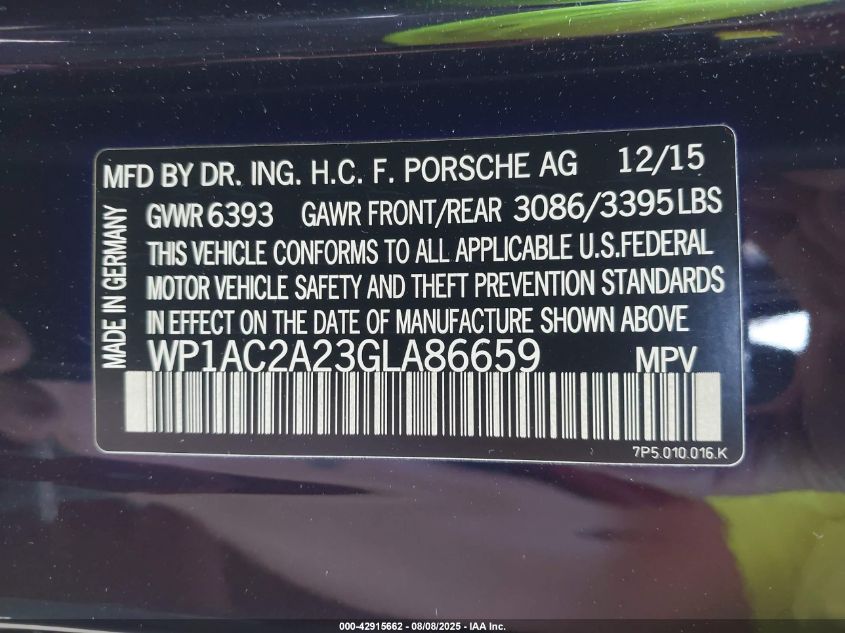 MFD BY DR. ING. H.C. F. PORSCHE AG 12/15
GVWR 6393 GAWR FRONT/REAR 3086/3395 LBS
THIS VEHICLE CONFORMS TO ALL APPLICABLE U.S.FEDERAL
MOTOR VEHICLE SAFETY AND THEFT PREVENTION STANDARDS
IN EFFECT ON THE DATE OF MANUFACTURE SHOWN ABOVE
WP1AC2A23GLA86659 MPV
MADE IN GERMANY
7P5.010.016.K
000-42915662 - 08/08/2025 - IAA Inc.